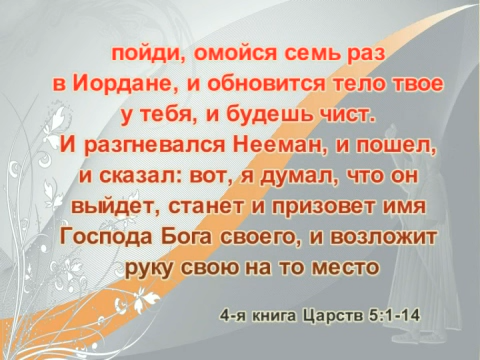 пойди, омойся семь раз
в Иордане, и обновится тело твое
у тебя, и будешь чист.
И разгневался Нееман, и пошел,
и сказал: вот, я думал, что он
выйдет, станет и призовет имя
Господа Бога своего, и возложит
руку свою на то место
4-я книга Царств 5:1-14